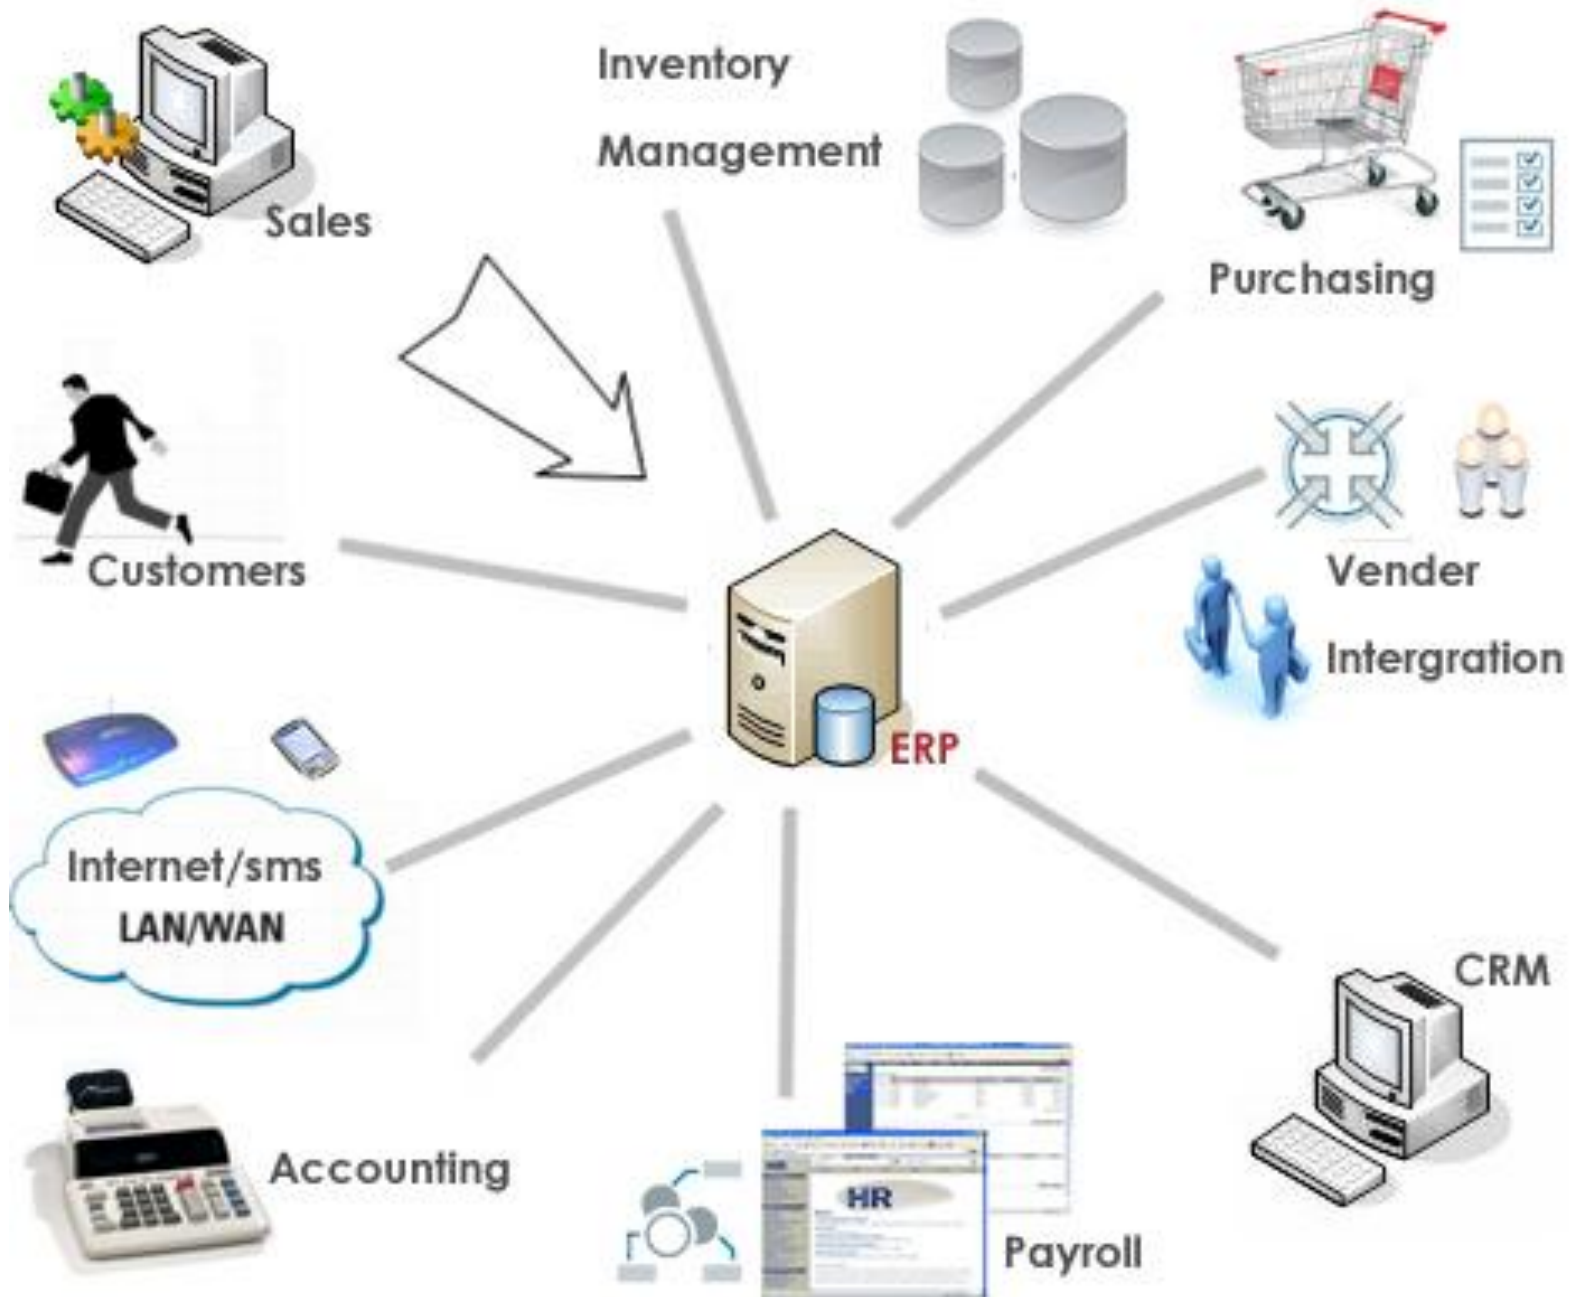 Sales
Inventory
Management
Purchasing
Customers
Vender
Intergration
ERP
Internet/sms
LAN/WAN
CRM
Accounting
HR
Payroll